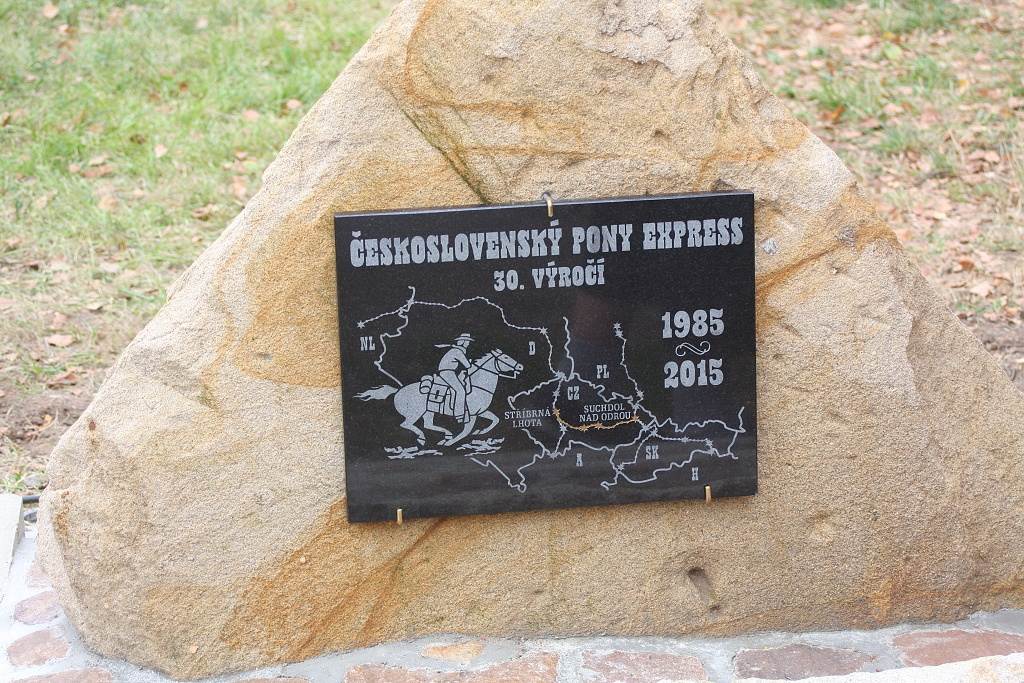 ČESKOSLOVENSKÝ PONY EXPRESS
30. VÝROČÍ
1985
2015
NL
D
PL
CZ
STŘÍBRNÁ
LHOTA
SUCHDOL
NAD ODROU
A
SK
H